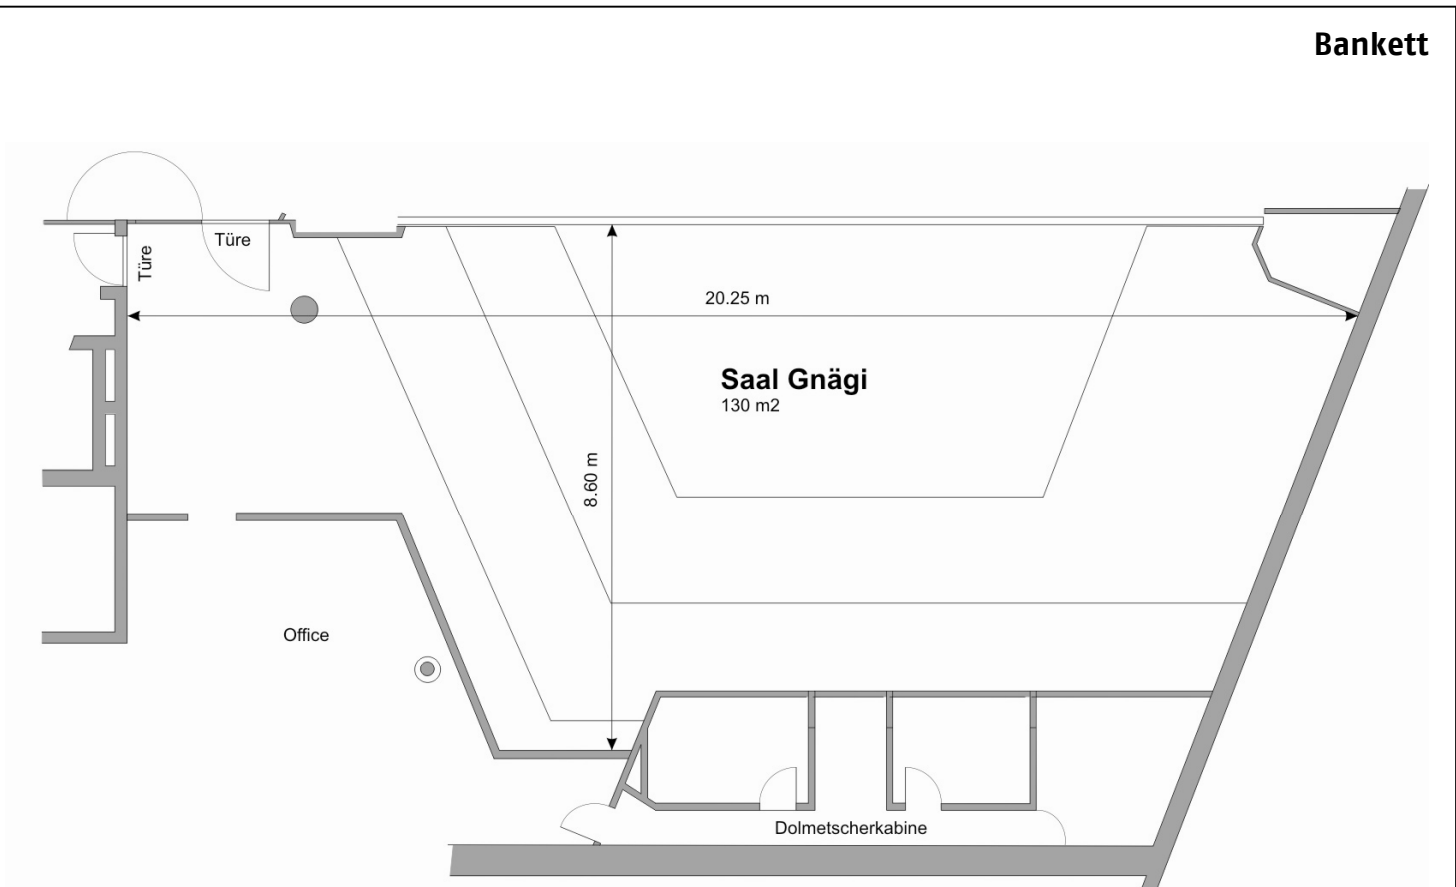 Bankett
Türe
Türe
20.25 m
Saal Gnägi
130 m2
8.60 m
Office
Dolmetscherkabine